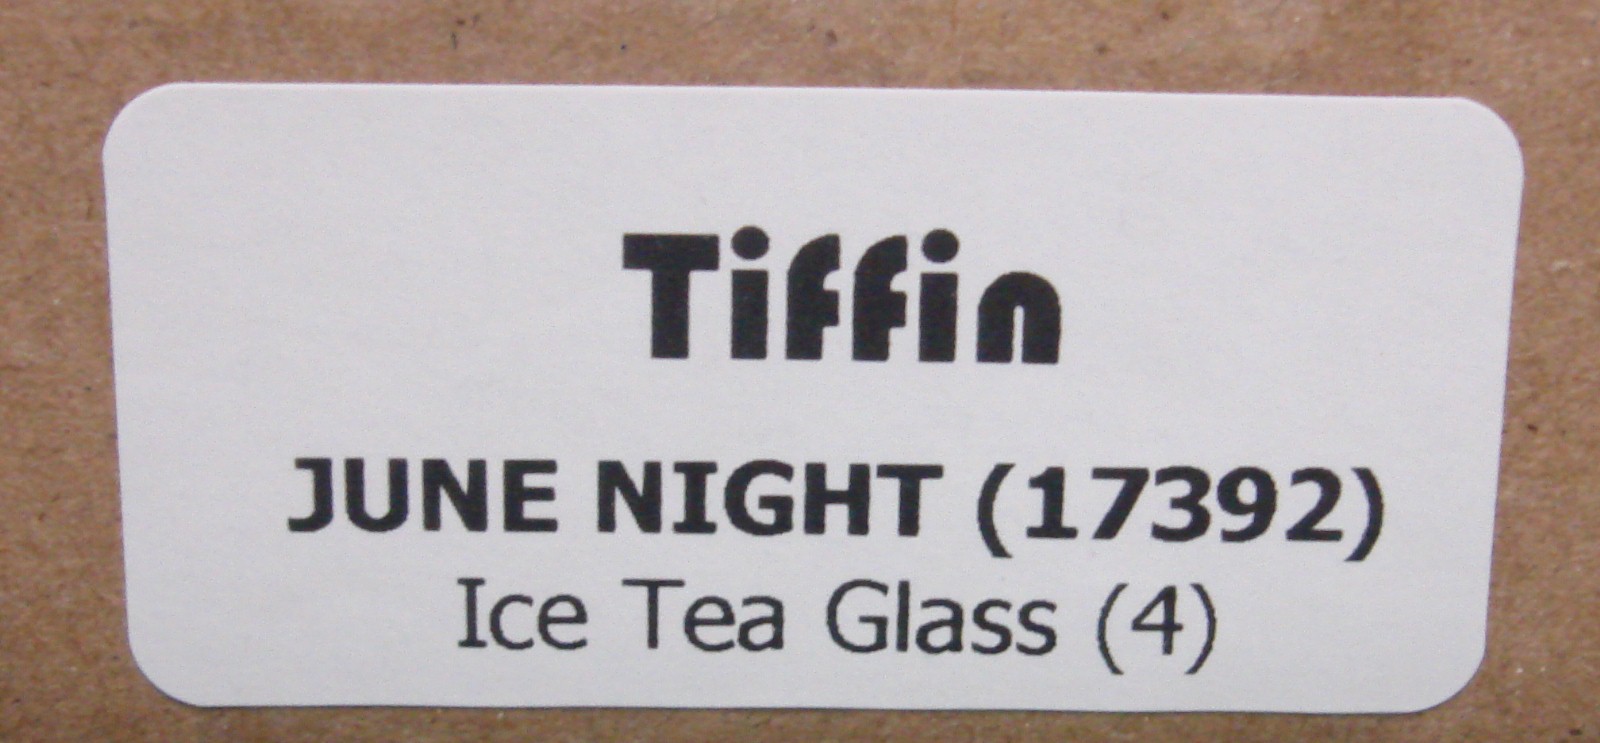 Tiffin
JUNE NIGHT (17392)
Ice Tea Glass (4)